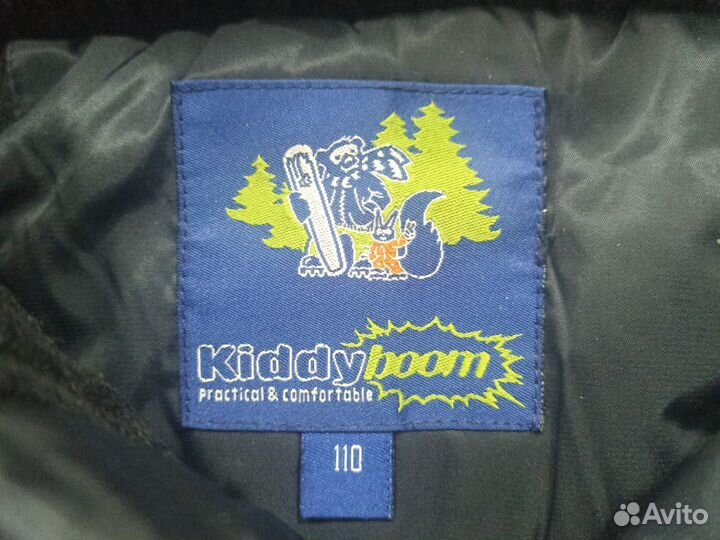 Kiddyboom
Practical & comfortable
110
Avito